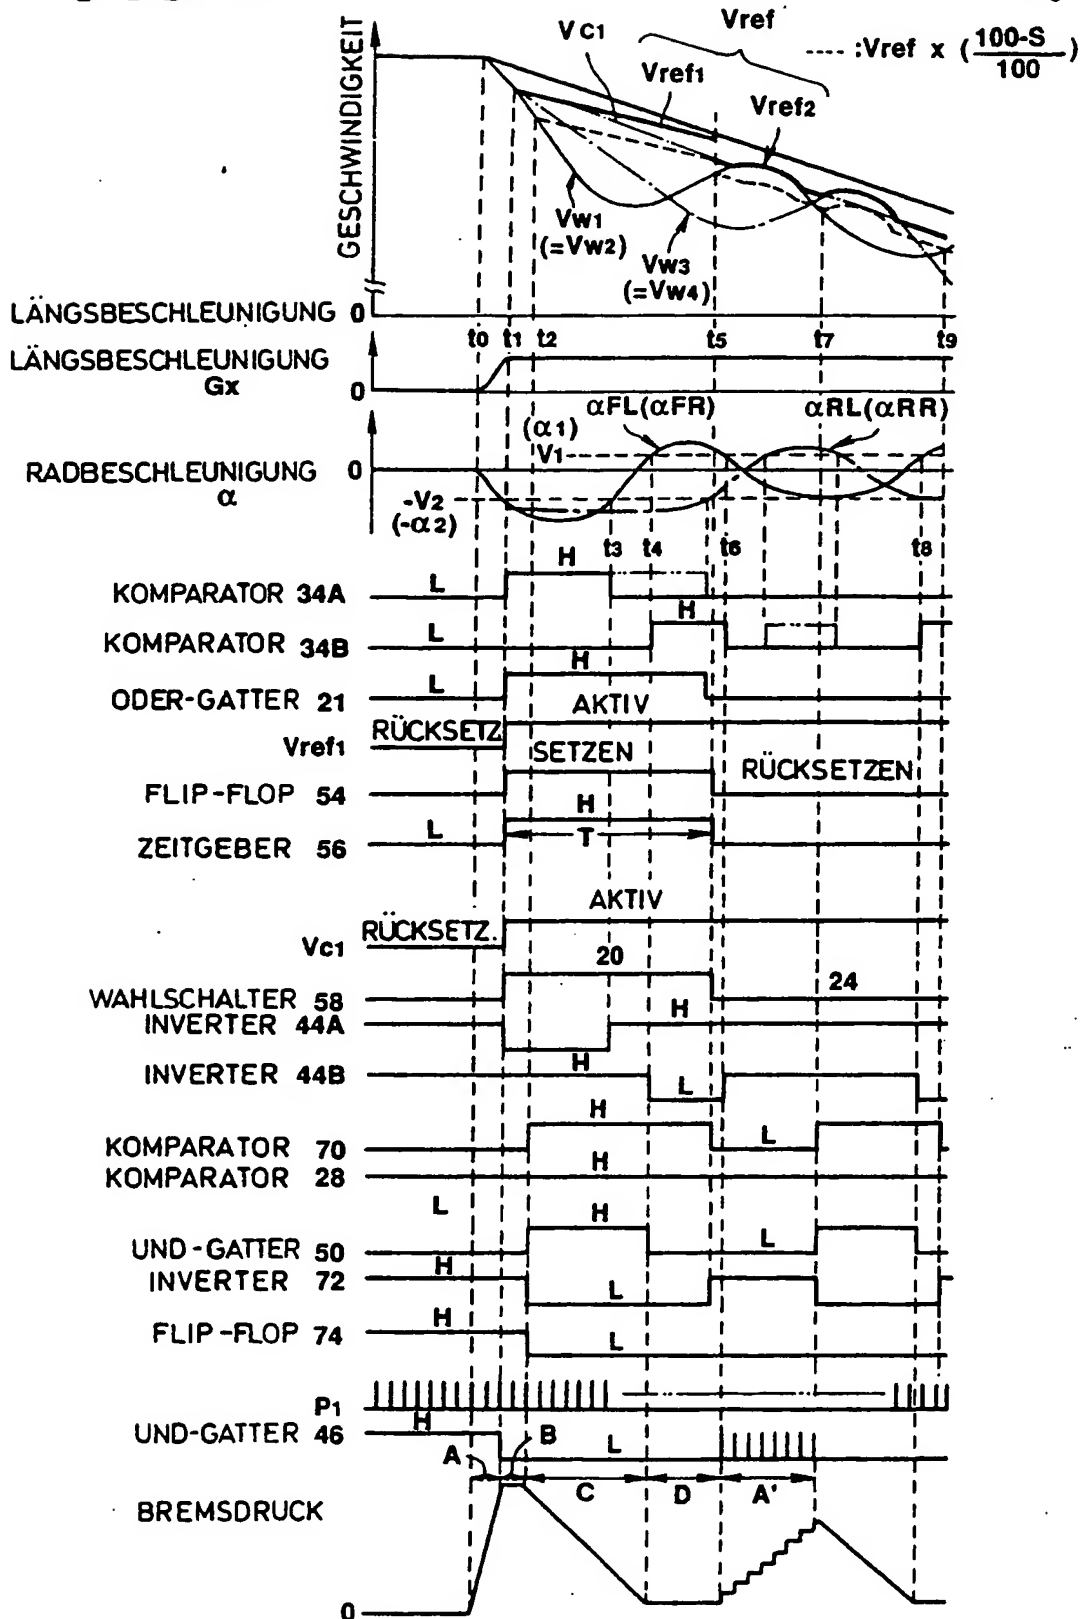 Vref
---- :Vref x (100-S/100)
Vc1
Vref1
Vref2
GESCHWINDIGKEIT
Vw1
(=Vw2)
Vw3
(=Vw4)
LÄNGSBESCHLEUNIGUNG 0
t0 t1 t2 t5 t7 t9
LÄNGSBESCHLEUNIGUNG
Gx
0
αFL(αFR) αRL(αRR)
(α1)
V1
RADBESCHLEUNIGUNG 0
α
-V2
(-α2)
t3 t4 t6 t8
H
KOMPARATOR 34A L
H
KOMPARATOR 34B L
H
ODER-GATTER 21 L
AKTIV
Vref1 RÜCKSETZ
SETZEN RÜCKSETZEN
FLIP-FLOP 54
H
ZEITGEBER 56 L T
AKTIV
Vc1 RÜCKSETZ.
20
WAHLSCHALTER 58 24
INVERTER 44A H
H
INVERTER 44B L
H
KOMPARATOR 70 L
KOMPARATOR 28 H
L H
UND-GATTER 50 L
H
INVERTER 72 L
H
FLIP-FLOP 74 L
P1
H
UND-GATTER 46 B L
A C D A'
BREMSDRUCK
0